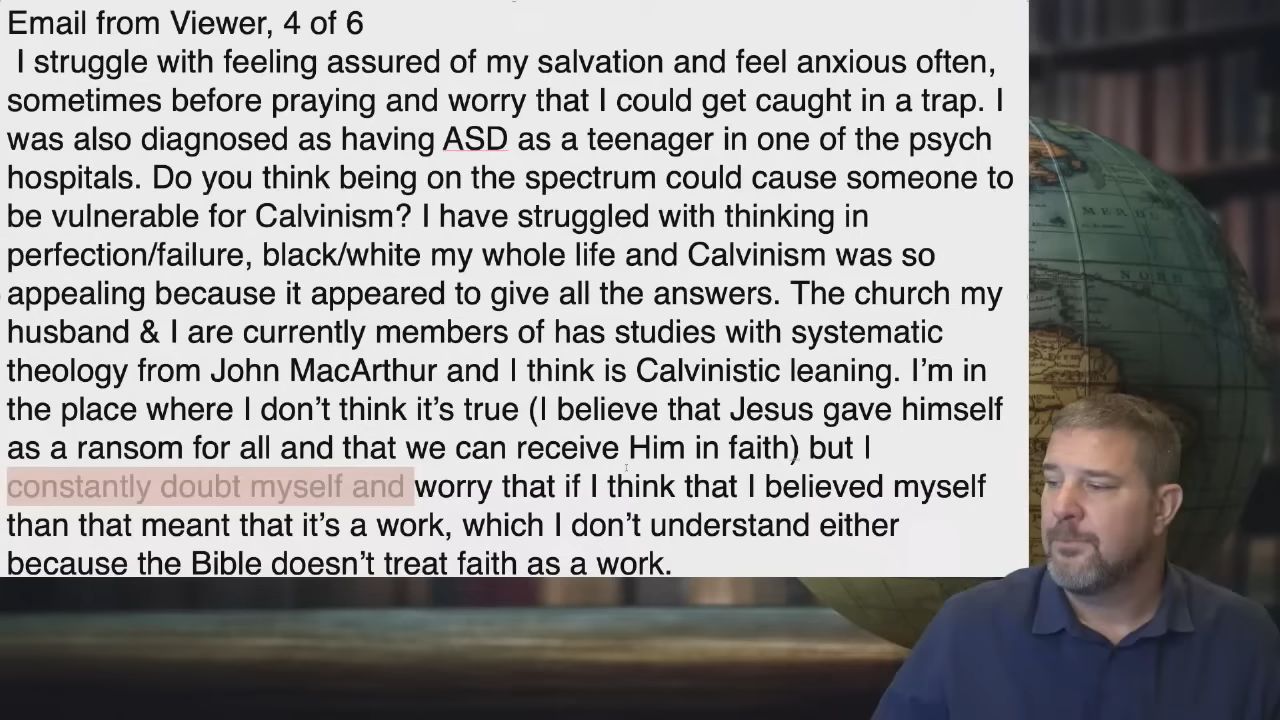 Email from Viewer, 4 of 6
I struggle with feeling assured of my salvation and feel anxious often,
sometimes before praying and worry that I could get caught in a trap. I
was also diagnosed as having ASD as a teenager in one of the psych
hospitals. Do you think being on the spectrum could cause someone to
be vulnerable for Calvinism? I have struggled with thinking in
perfection/failure, black/white my whole life and Calvinism was so
appealing because it appeared to give all the answers. The church my
husband & I are currently members of has studies with systematic
theology from John MacArthur and I think is Calvinistic leaning. I’m in
the place where I don’t think it’s true (I believe that Jesus gave himself
as a ransom for all and that we can receive Him in faith) but I
constantly doubt myself and worry that if I think that I believed myself
than that meant that it’s a work, which I don’t understand either
because the Bible doesn’t treat faith as a work.